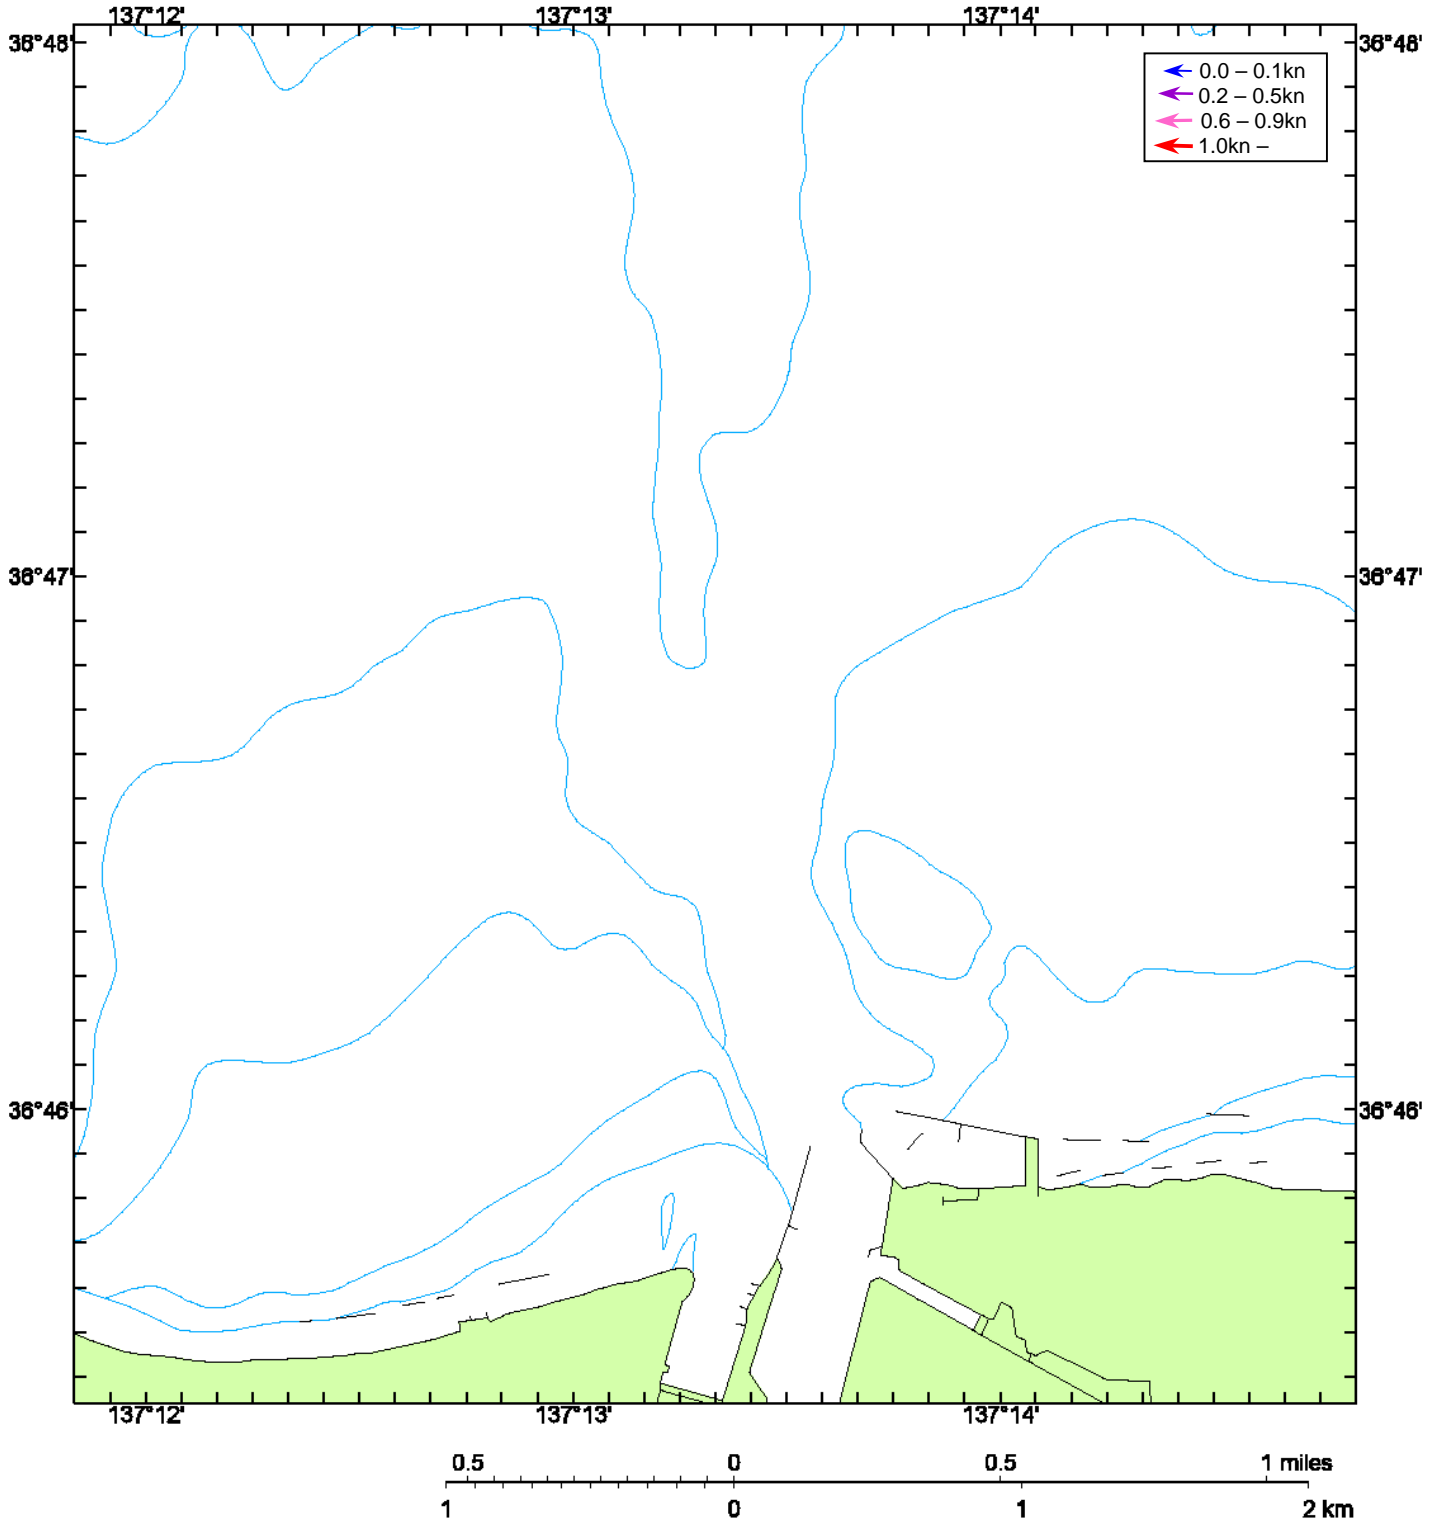 137°12' 137°13' 137°14'
36°48' 36°48'
0.0 – 0.1kn
0.2 – 0.5kn
0.6 – 0.9kn
1.0kn –
36°47' 36°47'
36°46' 36°46'
137°12' 137°13' 137°14'
0.5 0 0.5 1 miles
1 0 1 2 km